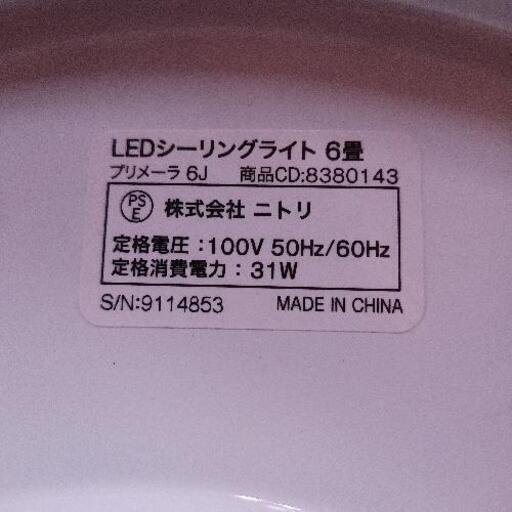 LEDシーリングライト 6畳
プリメーラ 6J 商品CD:8380143
PSE 株式会社 ニトリ
定格電圧 : 100V 50Hz/60Hz
定格消費電力 : 31W
S/N:9114853 MADE IN CHINA